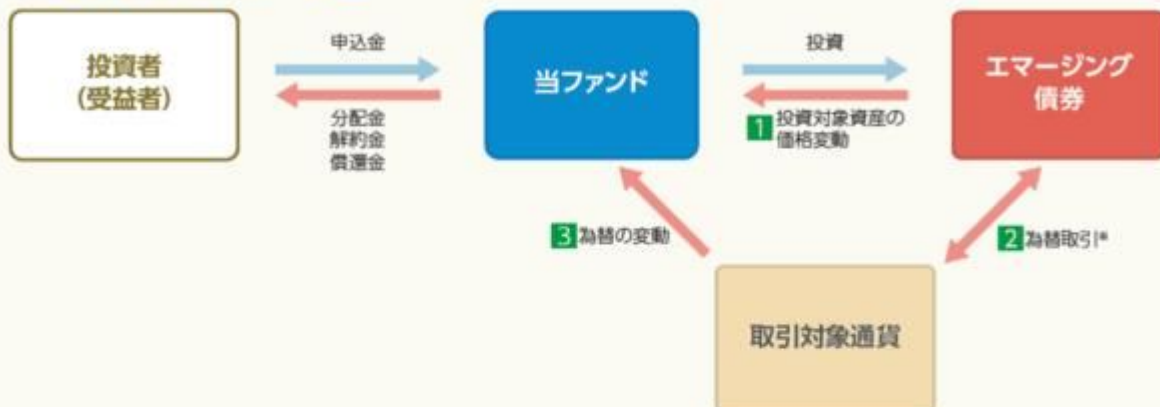 投資者
(受益者)
申込金
分配金
解約金
償還金
当ファンド
投資
1 投資対象資産の
価格変動
エマージング
債券
3 為替の変動
2 為替取引*
取引対象通貨